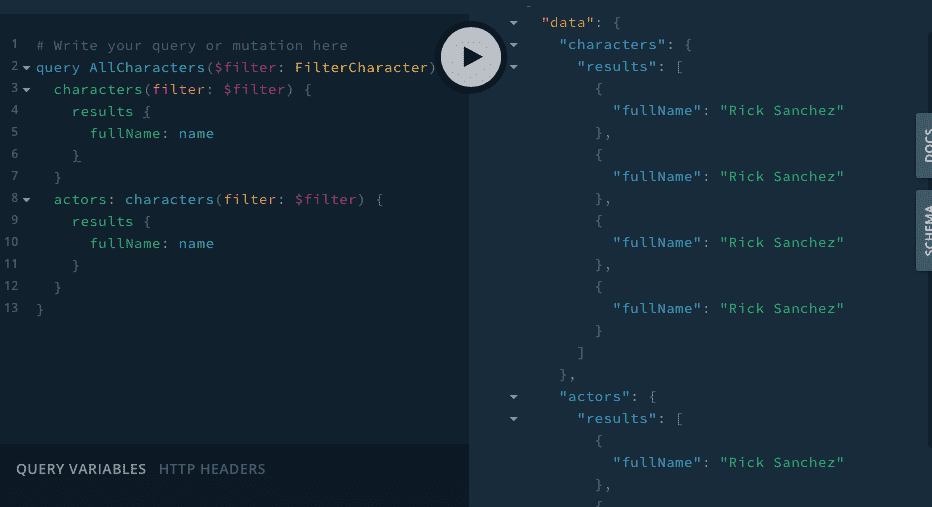 1 # Write your query or mutation here
2 query AllCharacters($filter: FilterCharacter)
3 characters(filter: $filter) {
4 results {
5 fullName: name
6 }
7 }
8 actors: characters(filter: $filter) {
9 results {
10 fullName: name
11 }
12 }
13 }
QUERY VARIABLES HTTP HEADERS
"data": {
"characters": {
"results": [
{
"fullName": "Rick Sanchez"
},
{
"fullName": "Rick Sanchez"
},
{
"fullName": "Rick Sanchez"
},
{
"fullName": "Rick Sanchez"
}
]
},
"actors": {
"results": [
{
"fullName": "Rick Sanchez"
},
{
DOCS
SCHEMA